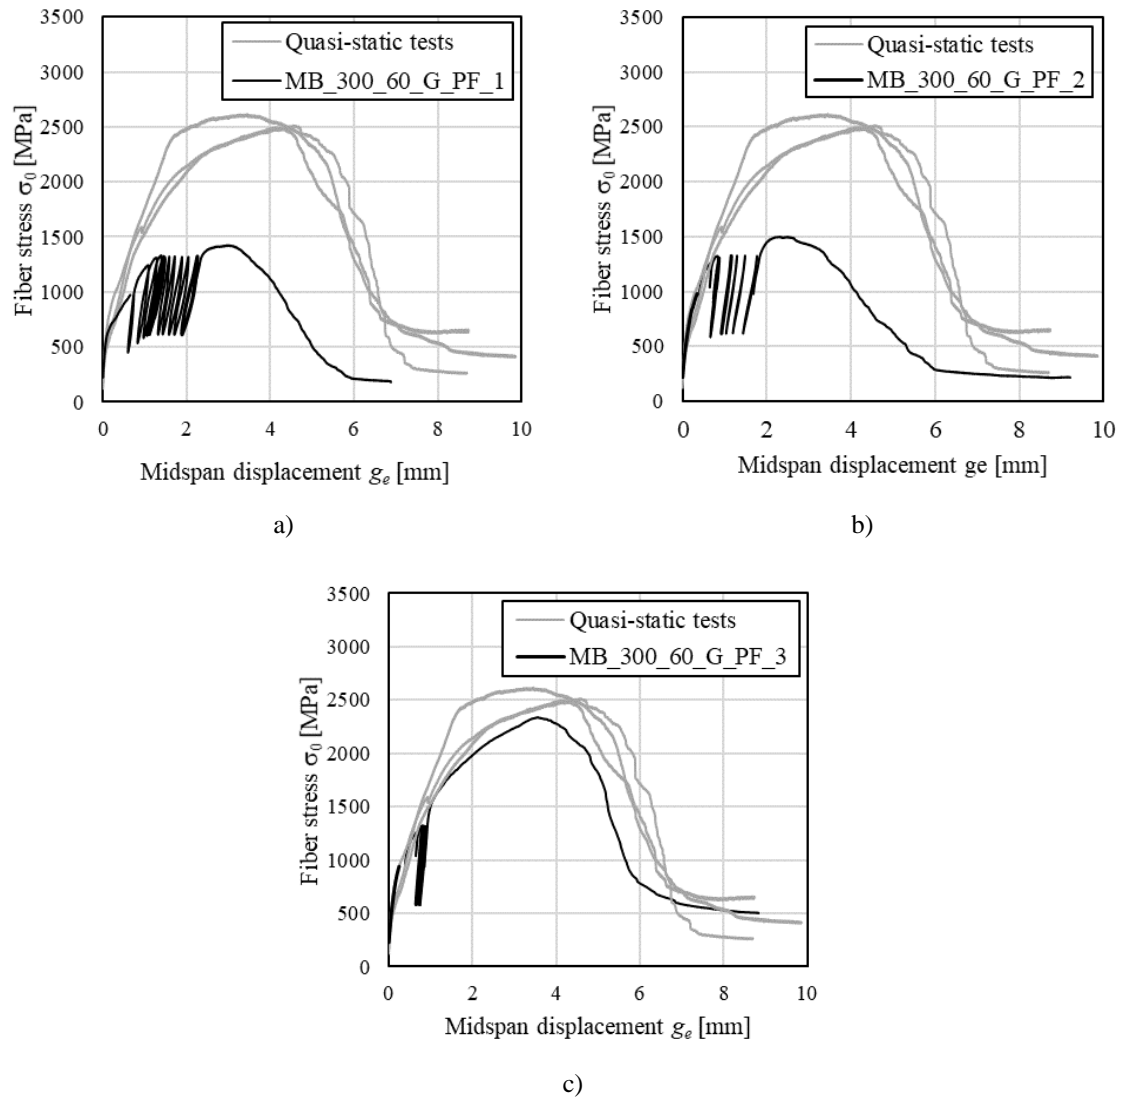 3500
3000
2500
2000
1500
1000
500
0
Fiber stress σ0 [MPa]
Quasi-static tests
MB_300_60_G_PF_1
0 2 4 6 8 10
Midspan displacement ge [mm]
a)
3500
3000
2500
2000
1500
1000
500
0
Fiber stress σ0 [MPa]
Quasi-static tests
MB_300_60_G_PF_2
0 2 4 6 8 10
Midspan displacement ge [mm]
b)
3500
3000
2500
2000
1500
1000
500
0
Fiber stress σ0 [MPa]
Quasi-static tests
MB_300_60_G_PF_3
0 2 4 6 8 10
Midspan displacement ge [mm]
c)